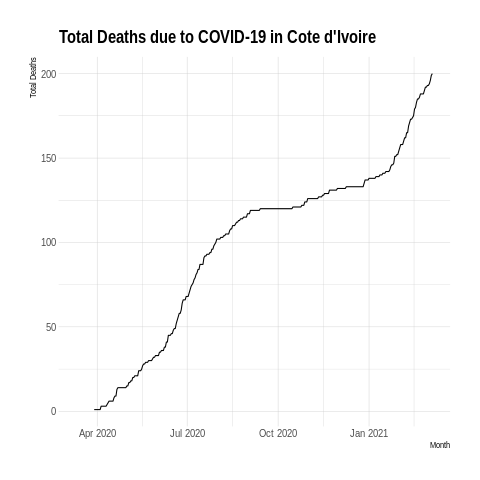 Total Deaths due to COVID-19 in Cote d'Ivoire
Total Deaths
200
150
100
50
0
Apr 2020 Jul 2020 Oct 2020 Jan 2021
Month